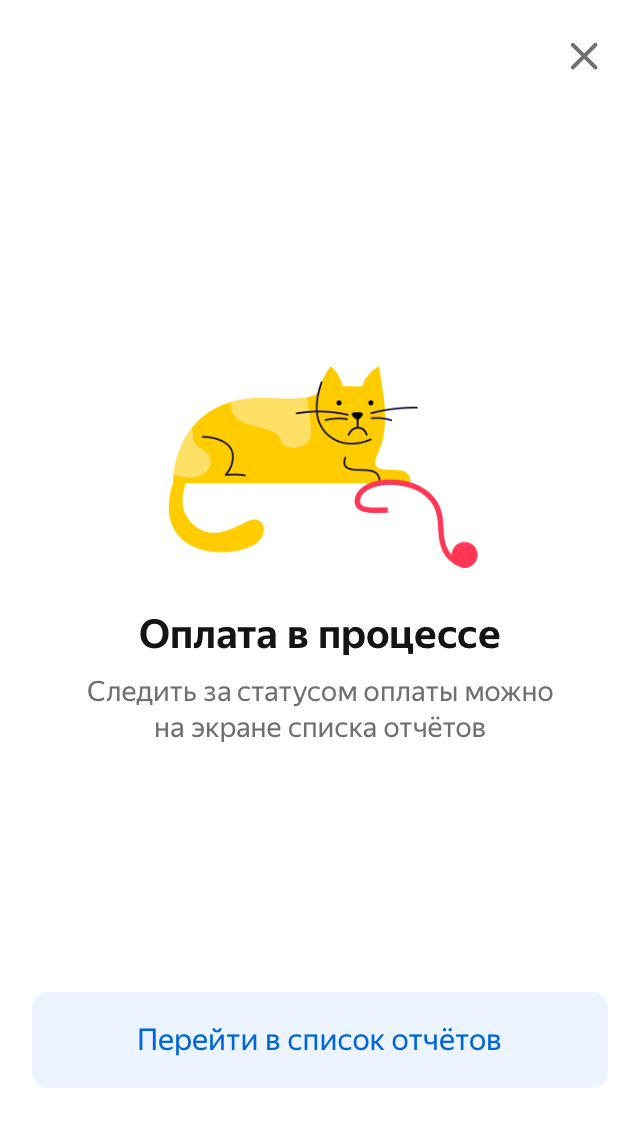 Оплата в процессе
Следить за статусом оплаты можно
на экране списка отчётов
Перейти в список отчётов